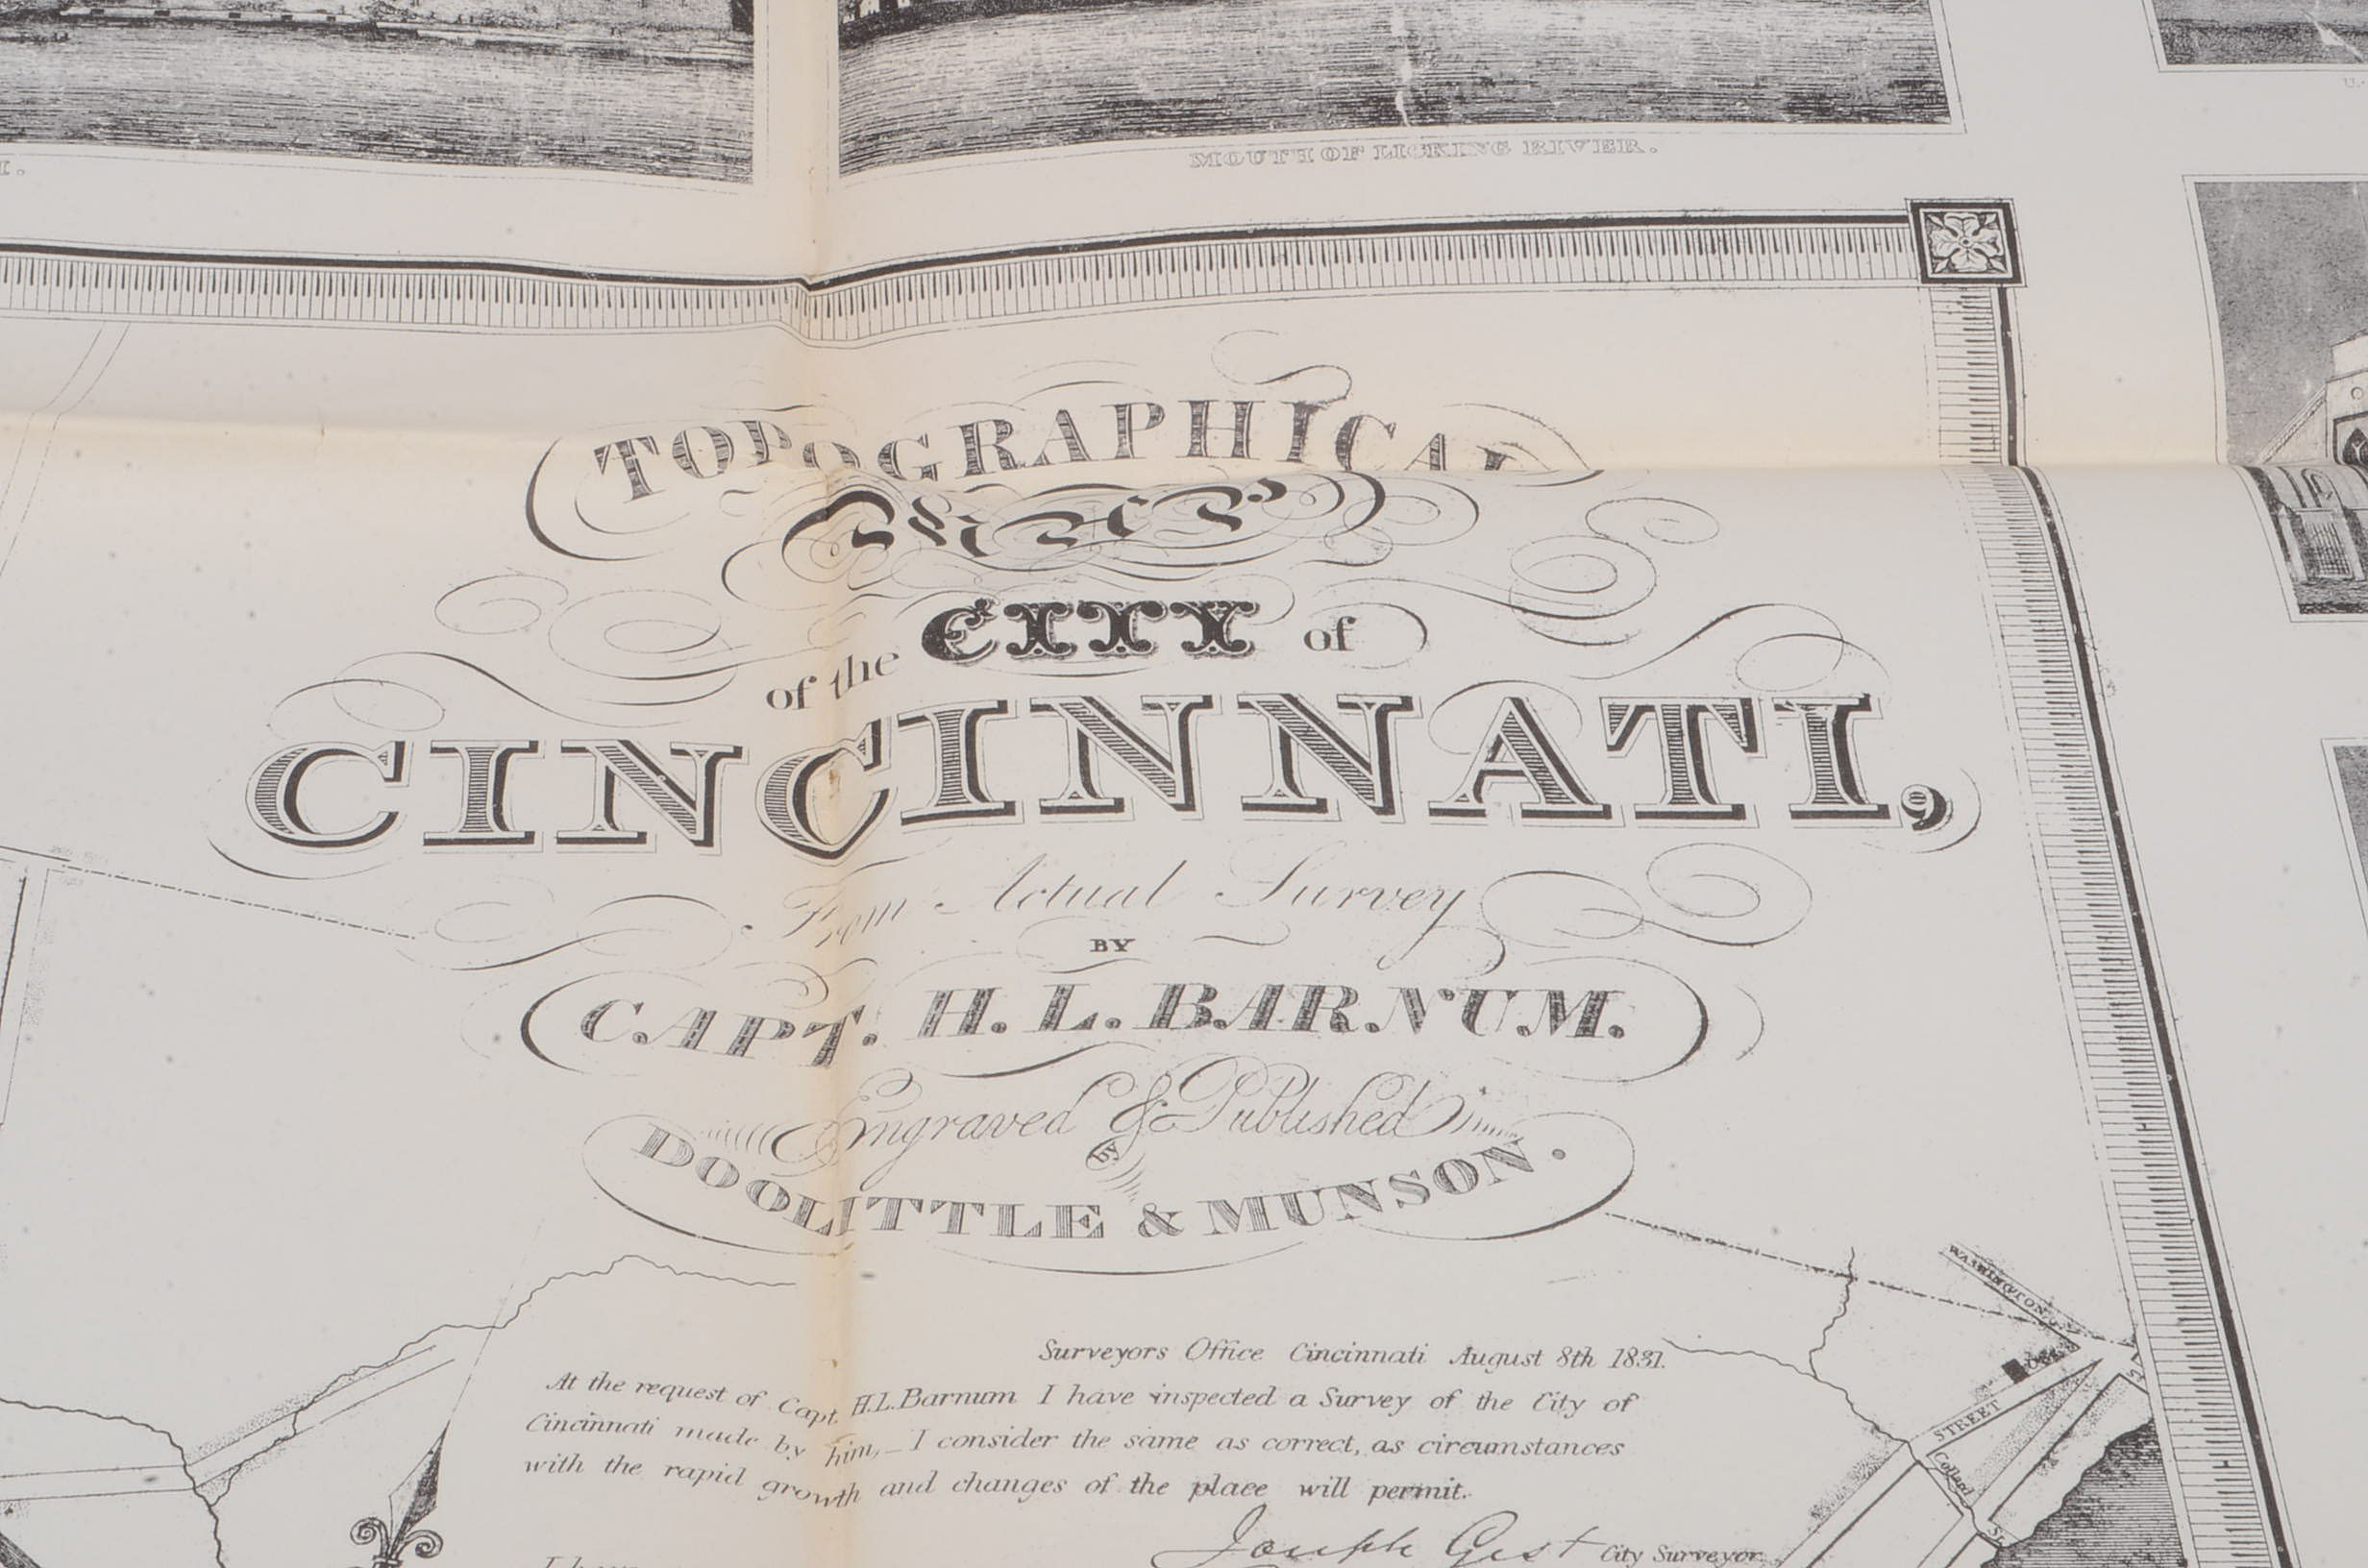 MOUTH OF LICKING RIVER.
TOPOGRAPHICAL
MAP
of the CITY of
CINCINNATI,
From Actual Survey
BY
CAPT. H. L. BARNUM.
Engraved & Published
by
DOOLITTLE & MUNSON.
Surveyors Office Cincinnati August 8th 1831.
At the request of Capt. H.L. Barnum I have inspected a Survey of the City of
Cincinnati made by him,_ I consider the same as correct, as circumstances
with the rapid growth and changes of the place will permit.
Joseph Gest City Surveyor
I have
WASHINGTON
STREET